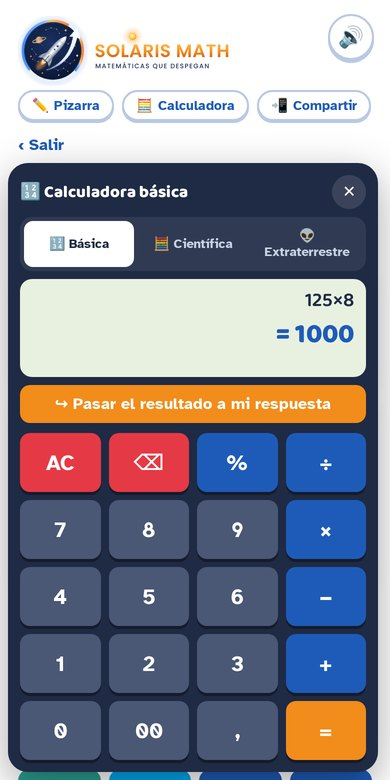 SOLARIS MATH
MATEMÁTICAS QUE DESPEGAN
Pizarra
Calculadora
Compartir
‹ Salir
Calculadora básica
×
Básica
Científica
Extraterrestre
125×8
= 1000
↪ Pasar el resultado a mi respuesta
AC ⌫ % ÷
7 8 9 ×
4 5 6 −
1 2 3 +
0 00 , =